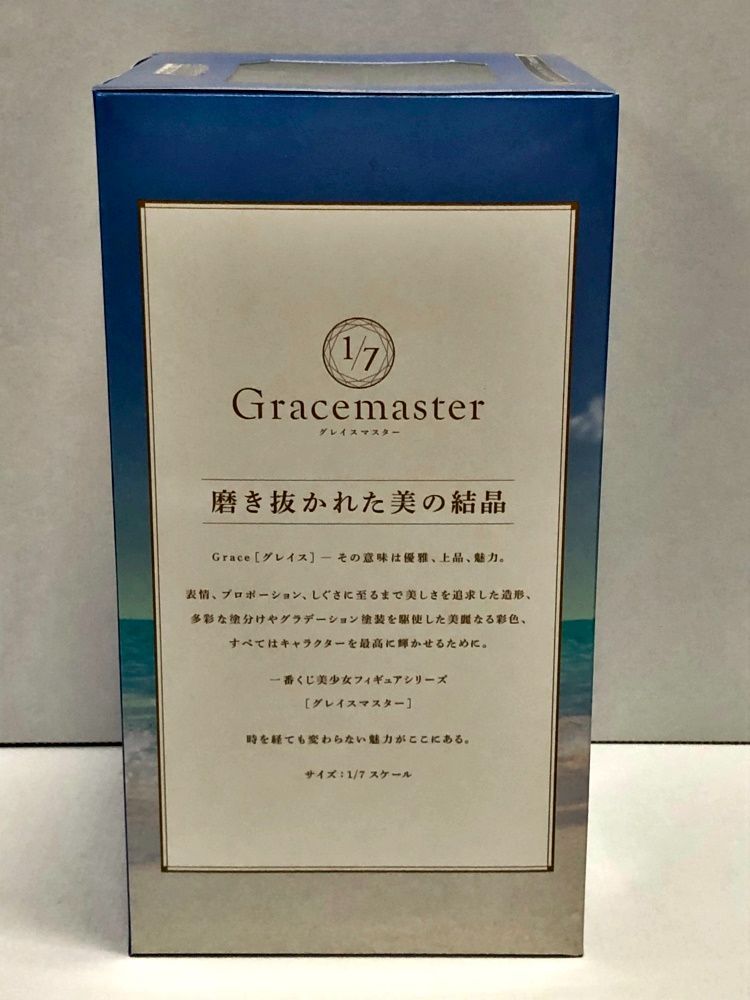 1/7
Gracemaster
グレイスマスター
磨き抜かれた美の結晶
Grace［グレイス］― その意味は優雅、上品、魅力。
表情、プロポーション、しぐさに至るまで美しさを追求した造形、
多彩な塗分けやグラデーション塗装を駆使した美麗なる彩色、
すべてはキャラクターを最高に輝かせるために。
一番くじ美少女フィギュアシリーズ
［グレイスマスター］
時を経ても変わらない魅力がここにある。
サイズ：1/7 スケール